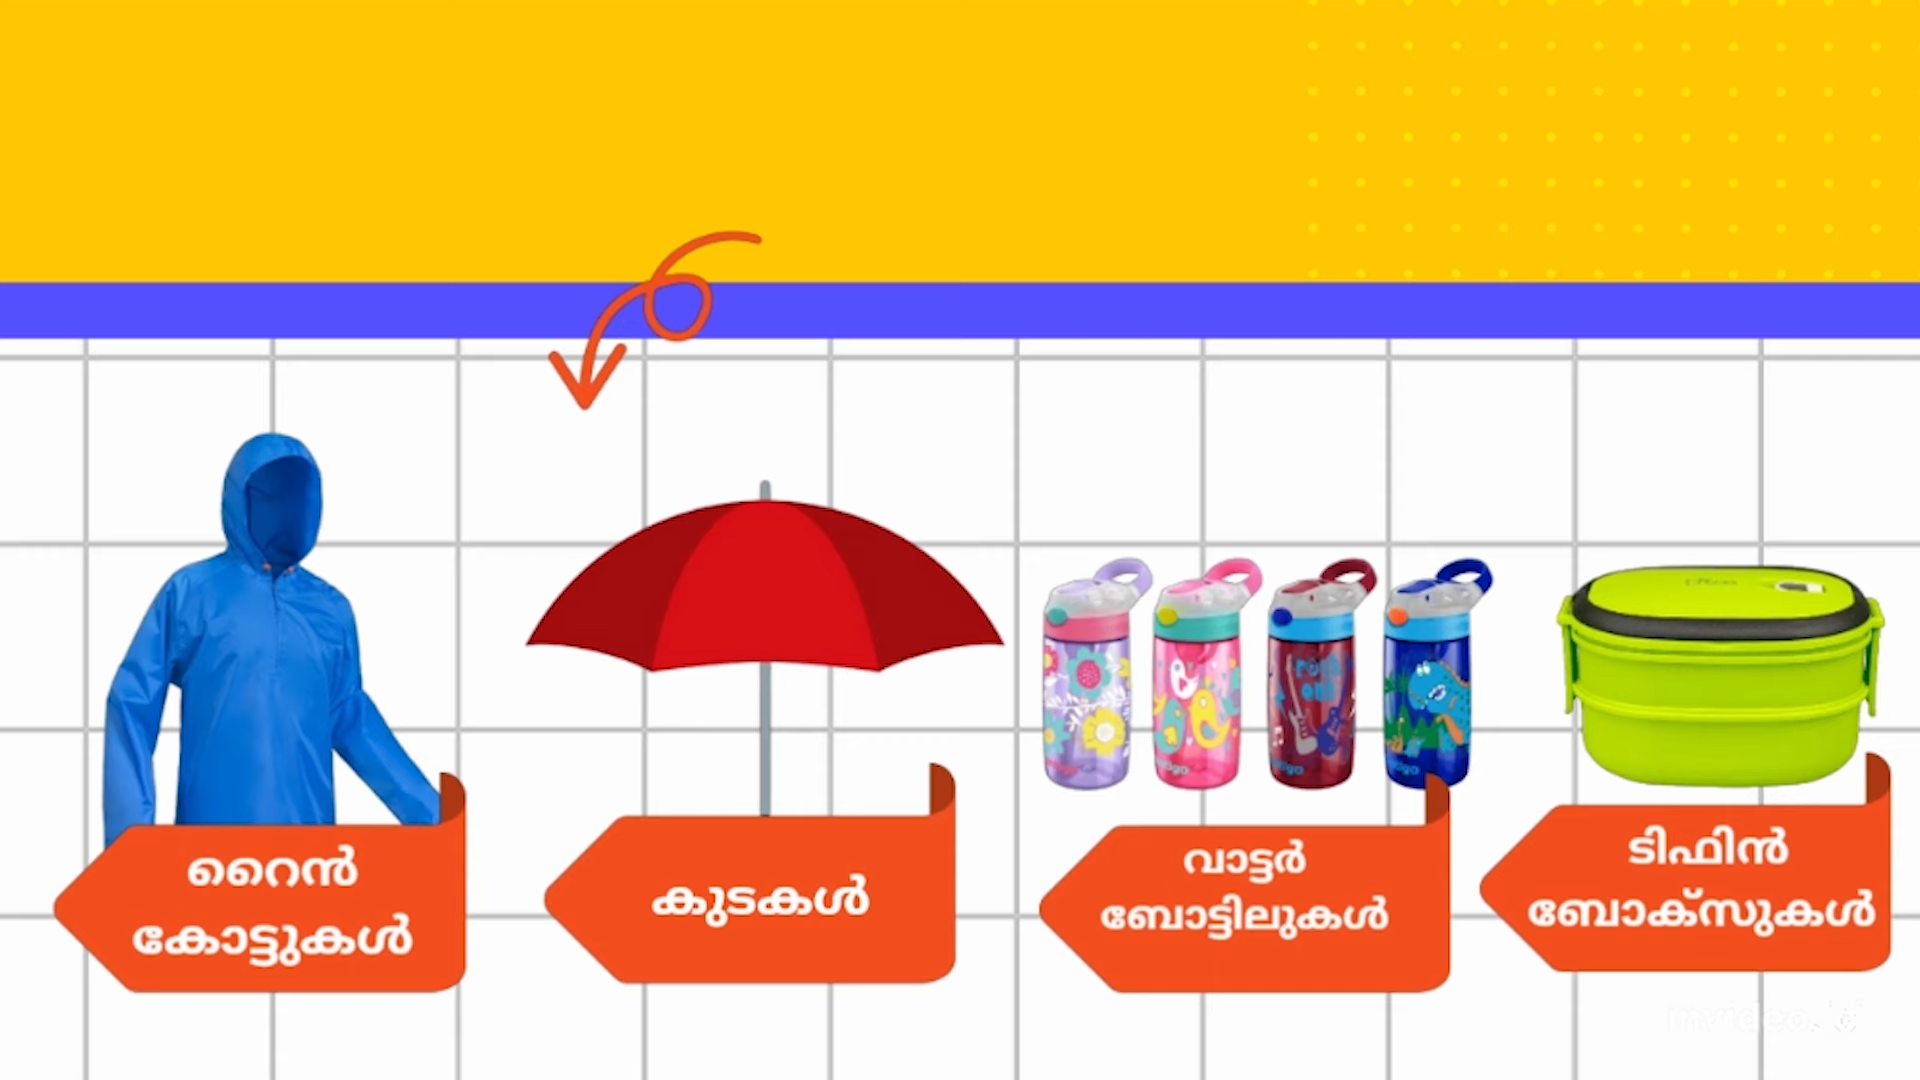 റൈൻ
കോട്ടുകൾ
കുടകൾ
വാട്ടർ
ബോട്ടിലുകൾ
ടിഫിൻ
ബോക്സുകൾ